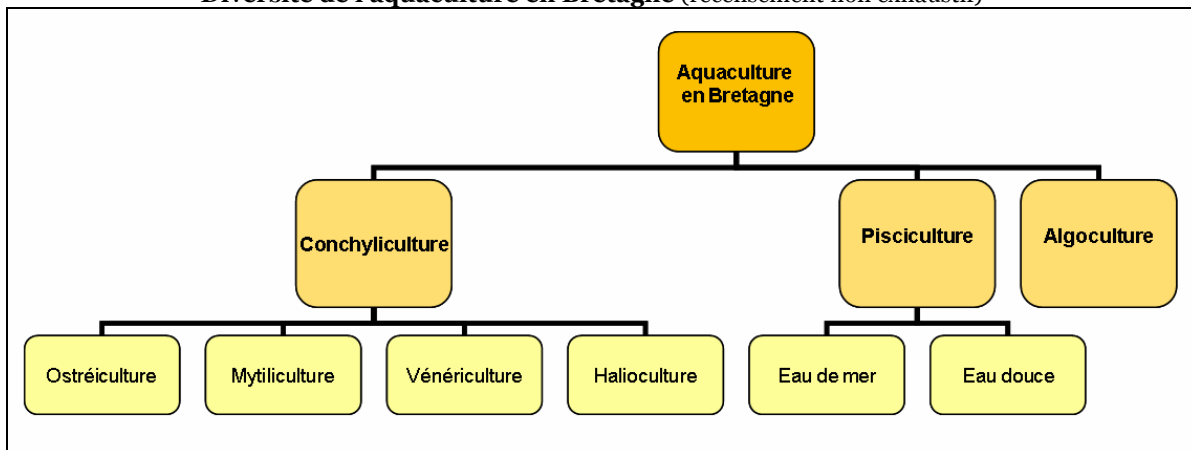 Diversité de l'aquaculture en Bretagne (recensement non exhaustif)
Aquaculture
en Bretagne
Conchyliculture
Pisciculture
Algoculture
Ostréiculture
Mytiliculture
Vénériculture
Halioculture
Eau de mer
Eau douce